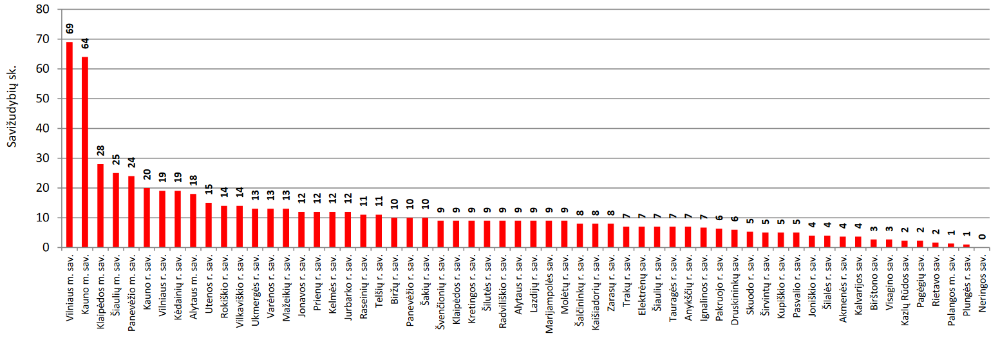 Savižudybių sk.
80
70
60
50
40
30
20
10
0
69
64
28
25
24
20
19
19
18
15
14
14
13
13
13
12
12
12
12
11
11
10
10
10
9
9
9
9
9
9
9
9
9
8
8
8
7
7
7
7
7
7
6
6
5
5
5
5
4
4
4
4
3
3
2
2
2
1
1
0
Vilniaus m. sav.
Kauno m. sav.
Klaipėdos m. sav.
Šiaulių m. sav.
Panevėžio m. sav.
Kauno r. sav.
Vilniaus r. sav.
Kėdainių r. sav.
Alytaus m. sav.
Utenos r. sav.
Rokiškio r. sav.
Vilkaviškio r. sav.
Ukmergės r. sav.
Varėnos r. sav.
Mažeikių r. sav.
Jonavos r. sav.
Prienų r. sav.
Kelmės r. sav.
Jurbarko r. sav.
Raseinių r. sav.
Telšių r. sav.
Biržų r. sav.
Panevėžio r. sav.
Šakių r. sav.
Švenčionių r. sav.
Klaipėdos r. sav.
Kretingos r. sav.
Šilutės r. sav.
Radviliškio r. sav.
Alytaus r. sav.
Lazdijų r. sav.
Marijampolės sav.
Molėtų r. sav.
Šalčininkų r. sav.
Kaišiadorių r. sav.
Zarasų r. sav.
Trakų r. sav.
Elektrėnų sav.
Šiaulių r. sav.
Tauragės r. sav.
Anykščių r. sav.
Ignalinos r. sav.
Pakruojo r. sav.
Druskininkų sav.
Skuodo r. sav.
Širvintų r. sav.
Kupiškio r. sav.
Pasvalio r. sav.
Joniškio r. sav.
Šilalės r. sav.
Akmenės r. sav.
Kalvarijos sav.
Birštono sav.
Visagino sav.
Kazlų Rūdos sav.
Pagėgių sav.
Rietavo sav.
Palangos m. sav.
Plungės r. sav.
Neringos sav.